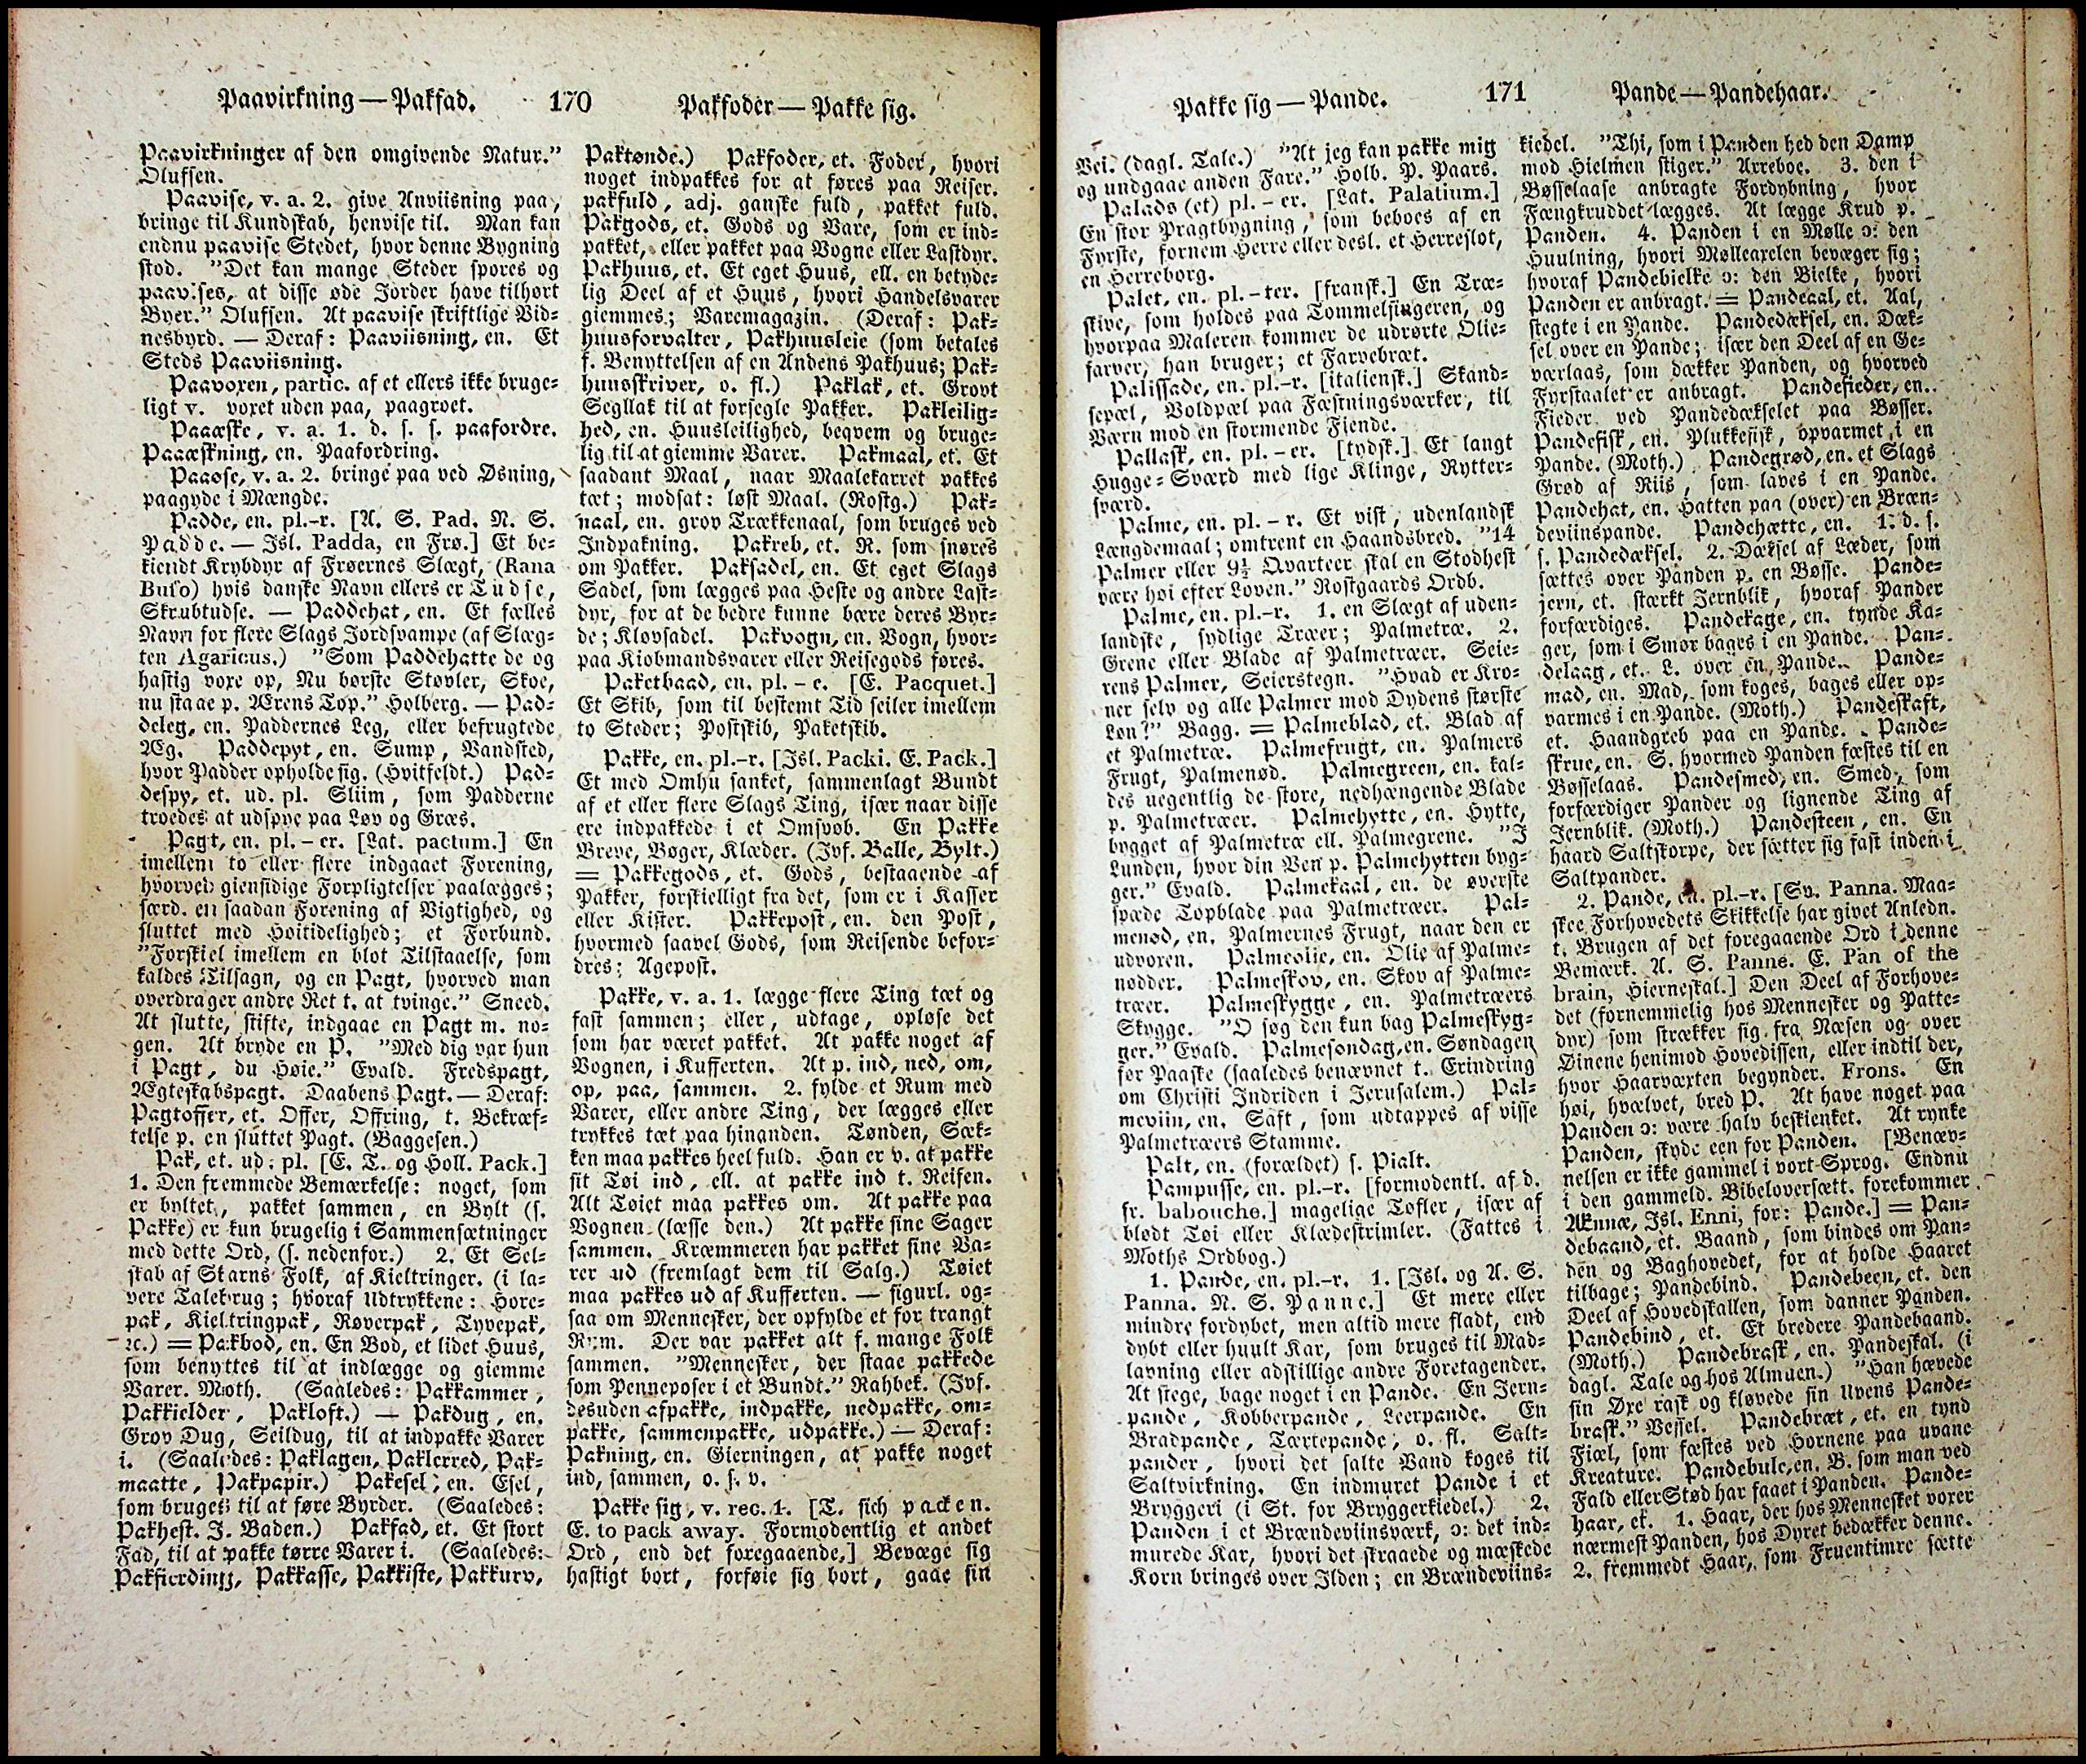 Paavirkning — Pakfad.
170
Pakfoder — Pakke sig.
Paavirkninger af den omgivende Natur.”
Olufsen.
Paavise, v. a. 2. give Anviisning paa,
bringe til Kundskab, henvise til. Man kan
endnu paavise Stedet, hvor denne Bygning
stod. ”Det kan mange Steder spores og
paavises, at disse øde Jorder have tilhørt
Byer.” Olufsen. At paavise skriftlige Vid-
nesbyrd. — Deraf: Paaviisning, en. Et
Steds Paaviisning.
Paavoxen, partic. af et ellers ikke bruge-
ligt v. voxet uden paa, paagroet.
Paaæske, v. a. 1. d. s. s. paafordre.
Paaæskning, en. Paafordring.
Paaøse, v. a. 2. bringe paa ved Øsning,
paagyde i Mængde.
Padde, en. pl.-r. [A. S. Pad. N. S.
Padde. — Isl. Padda, en Frø.] Et be-
kiendt Krybdyr af Frøernes Slægt, (Rana
Bufo) hvis danske Navn ellers er Tudse,
Skrubtudse. — Paddehat, en. Et fælles
Navn for flere Slags Jordsvampe (af Slæg-
ten Agaricus.) ”Som Paddehatte de og
hastig voxe op, Nu børste Støvler, Skoe,
nu staae p. Ærens Top.” Holberg. — Pad-
deleg, en. Paddernes Leg, eller befrugtede
Æg. Paddepyt, en. Sump, Vandsted,
hvor Padder opholde sig. (Hvitfeldt.) Pad-
despy, et. ud. pl. Sliim, som Padderne
troedes at udspye paa Løv og Græs.
Pagt, en. pl. – er. [Lat. pactum.] En
imellem to eller flere indgaaet Forening,
hvorved giensidige Forpligtelser paalægges;
særd. en saadan Forening af Vigtighed, og
sluttet med Høitidelighed; et Forbund.
”Forskiel imellem en blot Tilstaaelse, som
kaldes Tilsagn, og en Pagt, hvorved man
overdrager andre Ret t. at tvinge.” Sneed.
At slutte, stifte, indgaae en Pagt m. no-
gen. At bryde en P. ”Med dig var hun
i Pagt, du Høie.” Evald. Fredspagt,
Ægteskabspagt. Daabens Pagt. — Deraf:
Pagtoffer, et. Offer, Offring, t. Bekræf-
telse p. en sluttet Pagt. (Baggesen.)
Pak, et. ud. pl. [E. T. og Holl. Pack.]
1. Den fremmede Bemærkelse: noget, som
er byltet, pakket sammen, en Bylt (s.
Pakke) er kun brugelig i Sammensætninger
med dette Ord, (s. nedenfor.) 2. Et Sel-
skab af Skarns Folk, af Kieltringer. (i la-
vere Talebrug; hvoraf Udtrykkene: Hore-
pak, Kieltringpak, Røverpak, Tyvepak,
ꝛc.) = Pakbod, en. En Bod, et lidet Huus,
som benyttes til at indlægge og giemme
Varer. Moth. (Saaledes: Pakkammer,
Pakkielder, Pakloft.) — Pakdug, en.
Grov Dug, Seildug, til at indpakke Varer
i. (Saaledes: Paklagen, Paklerred, Pak-
maatte, Pakpapir.) Pakesel, en. Esel,
som bruges til at føre Byrder. (Saaledes:
Pakhest. J. Baden.) Pakfad, et. Et stort
Fad, til at pakke tørre Varer i. (Saaledes:
Pakfierding, Pakkasse, Pakkiste, Pakkurv,
Paktønde.) Pakfoder, et. Foder, hvori
noget indpakkes for at føres paa Reiser.
pakfuld, adj. ganske fuld, pakket fuld.
Pakgods, et. Gods og Vare, som er ind-
pakket, eller pakket paa Vogne eller Lastdyr.
Pakhuus, et. Et eget Huus, ell. en betyde-
lig Deel af et Huus, hvori Handelsvarer
giemmes; Varemagazin. (Deraf: Pak-
huusforvalter, Pakhuusleie (som betales
f. Benyttelsen af en Andens Pakhuus; Pak-
huusskriver, o. fl.) Paklak, et. Grovt
Segllak til at forsegle Pakker. Pakleilig-
hed, en. Huusleilighed, beqvem og bruge-
lig til at giemme Varer. Pakmaal, et. Et
saadant Maal, naar Maalekarret pakkes
tæt; modsat: løst Maal. (Rostg.) Pak-
naal, en. grov Trækkenaal, som bruges ved
Indpakning. Pakreb, et. R. som snøres
om Pakker. Paksadel, en. Et eget Slags
Sadel, som lægges paa Heste og andre Last-
dyr, for at de bedre kunne bære deres Byr-
de; Kløvsadel. Pakvogn, en. Vogn, hvor-
paa Kiøbmandsvarer eller Reisegods føres.
Paketbaad, en. pl. – e. [E. Pacquet.]
Et Skib, som til bestemt Tid seiler imellem
to Steder; Postskib, Paketskib.
Pakke, en. pl.-r. [Isl. Packi. E. Pack.]
Et med Omhu sanket, sammenlagt Bundt
af et eller flere Slags Ting, især naar disse
ere indpakkede i et Omsvøb. En Pakke
Breve, Bøger, Klæder. (Jvf. Balle, Bylt.)
= Pakkegods, et. Gods, bestaaende af
Pakker, forskielligt fra det, som er i Kasser
eller Kister. Pakkepost, en. den Post,
hvormed saavel Gods, som Reisende befor-
dres; Agepost.
Pakke, v. a. 1. lægge flere Ting tæt og
fast sammen; eller, udtage, opløse det
som har været pakket. At pakke noget af
Vognen, i Kufferten. At p. ind, ned, om,
op, paa, sammen. 2. fylde et Rum med
Varer, eller andre Ting, der lægges eller
trykkes tæt paa hinanden. Tønden, Sæk-
ken maa pakkes heel fuld. Han er v. at pakke
sit Tøi ind, ell. at pakke ind t. Reisen.
Alt Tøiet maa pakkes om. At pakke paa
Vognen (læsse den.) At pakke sine Sager
sammen. Kræmmeren har pakket sine Va-
rer ud (fremlagt dem til Salg.) Tøiet
maa pakkes ud af Kufferten. — figurl. og-
saa om Mennesker, der opfylde et for trangt
Rum. Der var pakket alt f. mange Folk
sammen. ”Mennesker, der staae pakkede
som Penneposer i et Bundt.” Rahbek. (Jvf.
desuden afpakke, indpakke, nedpakke, om-
pakke, sammenpakke, udpakke.) — Deraf:
Pakning, en. Gierningen, at pakke noget
ind, sammen, o. s. v.
Pakke sig, v. rec. 1. [T. sich packen.
E. to pack away. Formodentlig et andet
Ord, end det foregaaende.] Bevæge sig
hastigt bort, forføie sig bort, gaae sin
Pakke sig — Pande.
171
Pande — Pandehaar.
Vei. (dagl. Tale.) ”At jeg kan pakke mig
og undgaae anden Fare.” Holb. P. Paars.
Palads (et) pl. – er. [Lat. Palatium.]
En stor Pragtbygning, som beboes af en
Fyrste, fornem Herre eller desl. et Herreslot,
en Herreborg.
Palet, en. pl. – ter. [fransk.] En Træ-
skive, som holdes paa Tommelfingeren, og
hvorpaa Maleren kommer de udrørte Olie-
farver, han bruger; et Farvebræt.
Palissade, en. pl.-r. [italiensk.] Skand-
sepæl, Voldpæl paa Fæstningsværker, til
Værn mod en stormende Fiende.
Pallask, en. pl. – er. [tydsk.] Et langt
Hugge-Sværd med lige Klinge, Rytter-
sværd.
Palme, en. pl. – r. Et vist, udenlandsk
Længdemaal; omtrent en Haandsbred. ”14
Palmer eller 9½ Qvarteer skal en Stodhest
være høi efter Loven.” Rostgaards Ordb.
Palme, en. pl.-r. 1. en Slægt af uden-
landske, sydlige Træer; Palmetræ. 2.
Grene eller Blade af Palmetræer. Seie-
rens Palmer, Seierstegn. ”Hvad er Kro-
ner selv og alle Palmer mod Dydens største
Løn?” Bagg. = Palmeblad, et. Blad af
et Palmetræ. Palmefrugt, en. Palmers
Frugt, Palmenød. Palmegreen, en. kal-
des uegentlig de store, nedhængende Blade
p. Palmetræer. Palmehytte, en. Hytte,
bygget af Palmetræ ell. Palmegrene. ”I
Lunden, hvor din Ven p. Palmehytten byg-
ger.” Evald. Palmekaal, en. de øverste
spæde Topblade paa Palmetræer. Pal-
menød, en. Palmernes Frugt, naar den er
udvoxen. Palmeolie, en. Olie af Palme-
nødder. Palmeskov, en. Skov af Palme-
træer. Palmeskygge, en. Palmetræers
Skygge. ”O søg den kun bag Palmeskyg-
ger.” Evald. Palmesøndag, en. Søndagen
før Paaske (saaledes benævnet t. Erindring
om Christi Indriden i Jerusalem.) Pal-
meviin, en. Saft, som udtappes af visse
Palmetræers Stamme.
Palt, en. (forældet) s. Pialt.
Pampusse, en. pl.-r. [formodentl. af d.
fr. babouche.] magelige Tøfler, især af
blødt Tøi eller Klædestrimler. (Fattes i
Moths Ordbog.)
1. Pande, en. pl.-r. 1. [Isl. og A. S.
Panna. N. S. Panne.] Et mere eller
mindre fordybet, men altid mere fladt, end
dybt eller huult Kar, som bruges til Mad-
lavning eller adskillige andre Foretagender.
At stege, bage noget i en Pande. En Jern-
pande, Kobberpande, Leerpande. En
Bradpande, Tærtepande, o. fl. Salt-
pander, hvori det salte Vand koges til
Saltvirkning. En indmuret Pande i et
Bryggeri (i St. for Bryggerkiedel.) 2.
Panden i et Brændeviinsværk, ɔ: det ind-
murede Kar, hvori det skraaede og mæskede
Korn bringes over Ilden; en Brændeviins-
kiedel. ”Thi, som i Panden hed den Damp
mod Hielmen stiger.” Arreboe. 3. den i
Bøsselaase anbragte Fordybning, hvor
Fængkruddet lægges. At lægge Krud p.
Panden. 4. Panden i en Mølle ɔ: den
Huulning, hvori Møllearelen bevæger sig;
hvoraf Pandebielke ɔ: den Bielke, hvori
Panden er anbragt. = Pandeaal, et. Aal,
stegte i en Pande. Pandedæksel, en. Dæk-
sel over en Pande; især den Deel af en Ge-
værlaas, som dækker Panden, og hvorved
Fyrstaalet er anbragt. Pandefieder, en.
Fieder ved Pandedækselet paa Bøsser.
Pandefisk, en. Plukkefisk, opvarmet i en
Pande. (Moth.) Pandegrød, en. et Slags
Grød af Riis, som laves i en Pande.
Pandehat, en. Hatten paa (over) en Bræn-
deviinspande. Pandehætte, en. 1. d. s.
s. Pandedæksel. 2. Dæksel af Læder, som
sættes over Panden p. en Bøsse. Pande-
jern, et. stærkt Jernblik, hvoraf Pander
forfærdiges. Pandekage, en. tynde Ka-
ger, som i Smør bages i en Pande. Pan-
delaag, et. L. over en Pande. Pande-
mad, en. Mad, som koges, bages eller op-
varmes i en Pande. (Moth.) Pandeskaft,
et. Haandgreb paa en Pande. Pande-
skrue, en. S. hvormed Panden fæstes til en
Bøsselaas. Pandesmed, en. Smed, som
forfærdiger Pander og lignende Ting af
Jernblik. (Moth.) Pandesteen, en. En
haard Saltskorpe, der sætter sig fast inden i
Saltpander.
2. Pande, en. pl.-r. [Sv. Panna. Maa-
skee Forhovedets Skikkelse har givet Anledn.
t. Brugen af det foregaaende Ord i denne
Bemærk. A. S. Panne. E. Pan of the
brain, Hierneskal.] Den Deel af Forhove-
det (fornemmelig hos Mennesker og Patte-
dyr) som strækker sig fra Næsen og over
Øinene henimod Hovedissen, eller indtil der,
hvor Haarvæxten begynder. Frons. En
høi, hvælvet, bred P. At have noget paa
Panden ɔ: være halv beskienket. At rynke
Panden, skyde een for Panden. [Benæv-
nelsen er ikke gammel i vort Sprog. Endnu
i den gammeld. Bibeloversætt. forekommer
Ækennæ, Isl. Enni, for: Pande.] = Pan-
debaand, et. Baand, som bindes om Pan-
den og Baghovedet, for at holde Haaret
tilbage; Pandebind. Pandebeen, et. den
Deel af Hovedskallen, som danner Panden.
Pandebind, et. Et bredere Pandebaand.
(Moth.) Pandebrask, en. Pandeskal. (i
dagl. Tale og hos Almuen.) ”Han hævede
sin Øxe rask og kløvede sin Uvens Pande-
brask.” Wessel. Pandebræt, et. en tynd
Fiæl, som fæstes ved Hornene paa uvane
Kreature. Pandebule, en. B. som man ved
Fald eller Stød har faaet i Panden. Pande-
haar, et. 1. Haar, der hos Mennesket voxer
nærmest Panden, hos Dyret bedækker denne.
2. fremmedt Haar, som Fruentimre sætte